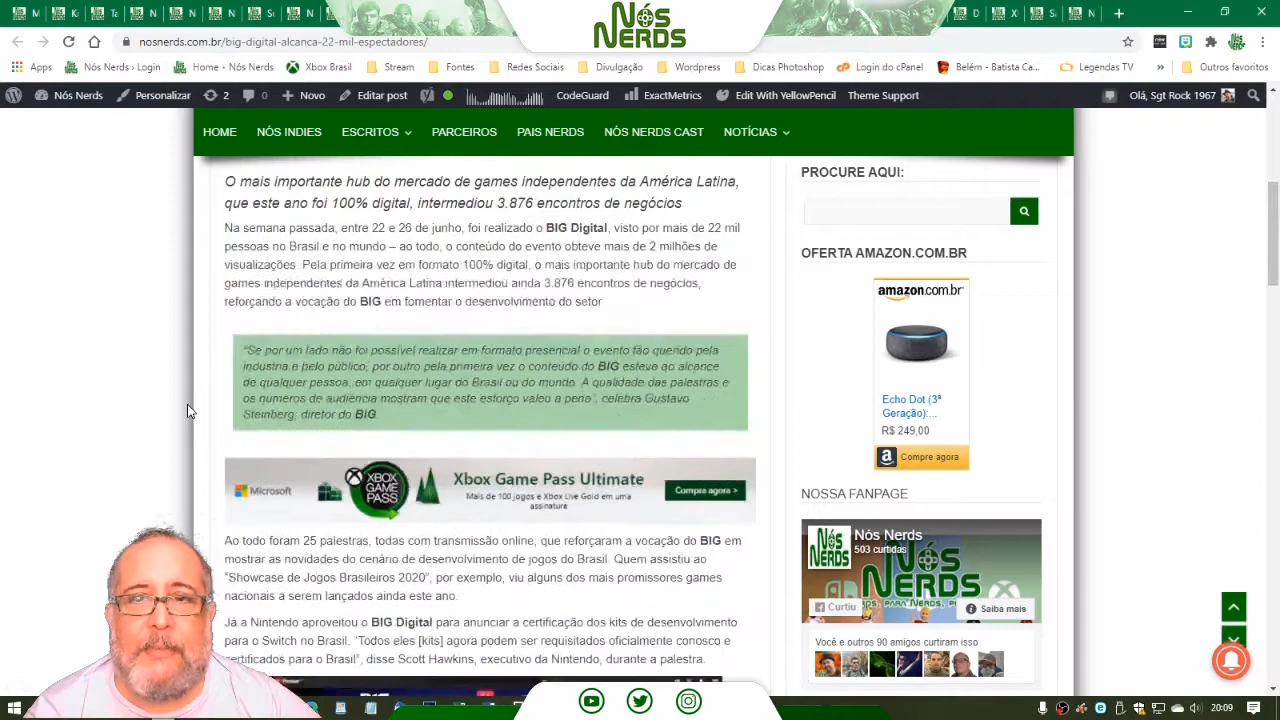 NÓS
NERDS
nosnerds.com.br/big-digital-alcanca-22-mil-espectadores/
Apps
Nós Nerds › Login
Home - Nós Nerds
Xbox Brasil
Stream
Fontes
Redes Sociais
Divulgação
Wordpress
Dicas Photoshop
Login do cPanel
Belém - Batista Ca...
Legendas TV
»
Outros favoritos
Nós Nerds
Personalizar
2
0
Novo
Editar post
CodeGuard
ExactMetrics
Edit With YellowPencil
Theme Support
Olá, Sgt Rock 1967
HOME
NÓS INDIES
ESCRITOS
PARCEIROS
PAIS NERDS
NÓS NERDS CAST
NOTÍCIAS
O mais importante hub do mercado de games independentes da América Latina,
que este ano foi 100% digital, intermediou 3.876 encontros de negócios
Na semana passada, entre 22 e 26 de junho, foi realizado o BIG Digital, visto por mais de 22 mil
pessoas no Brasil e no mundo – ao todo, o conteúdo do evento obteve mais de 2 milhões de
visualizações. Pela primeira vez em formato 100% digital, o mais importante hub do mercado de
games independentes da América Latina intermediou ainda 3.876 encontros de negócios,
reforçando a vocação do BIG em fomentar o desenvolvimento do setor
"Se por um lado não foi possível realizar em formato presencial o evento tão querido pela
indústria e pelo público, por outro pela primeira vez o conteúdo do BIG esteve ao alcance
de qualquer pessoa, em qualquer lugar do Brasil ou do mundo. A qualidade das palestras e
os números de audiência mostram que este esforço valeu a pena", celebra Gustavo
Steinberg, diretor do BIG.
Microsoft
XBOX
GAME
PASS
Xbox Game Pass Ultimate
Mais de 100 jogos e Xbox Live Gold em uma
assinatura
Compre agora >
Ao todo foram 25 palestras, todas com transmissão online, que reforçaram a vocação do BIG em
mostrar as novidades do cenário de desenvolvimento de jogos do Brasil. Quem assistiu ao
"Showcase de Jogos Brasileiros 2020", por exemplo, viu alguns dos mais promissores games
nacionais a serem lançados ainda este ano.
aproveitou o BIG Digital para anunciar a certificação dos kits de desenvolvimento
para o Switch no Brasil. "Todos eles [kits] agora podem ser requisitados oficialmente conosco e
para o Brasil", disse Scott Hawkins, executivo da Nintendo, durante a palestra.
PROCURE AQUI:
OFERTA AMAZON.COM.BR
amazon.com.br
Echo Dot (3ª
Geração):...
R$ 249,00
Compre agora
NOSSA FANPAGE
NÓS
NERDS
Nós Nerds
503 curtidas
NERDS
Curtiu
Saiba mais
Você e outros 90 amigos curtiram isso
20:09